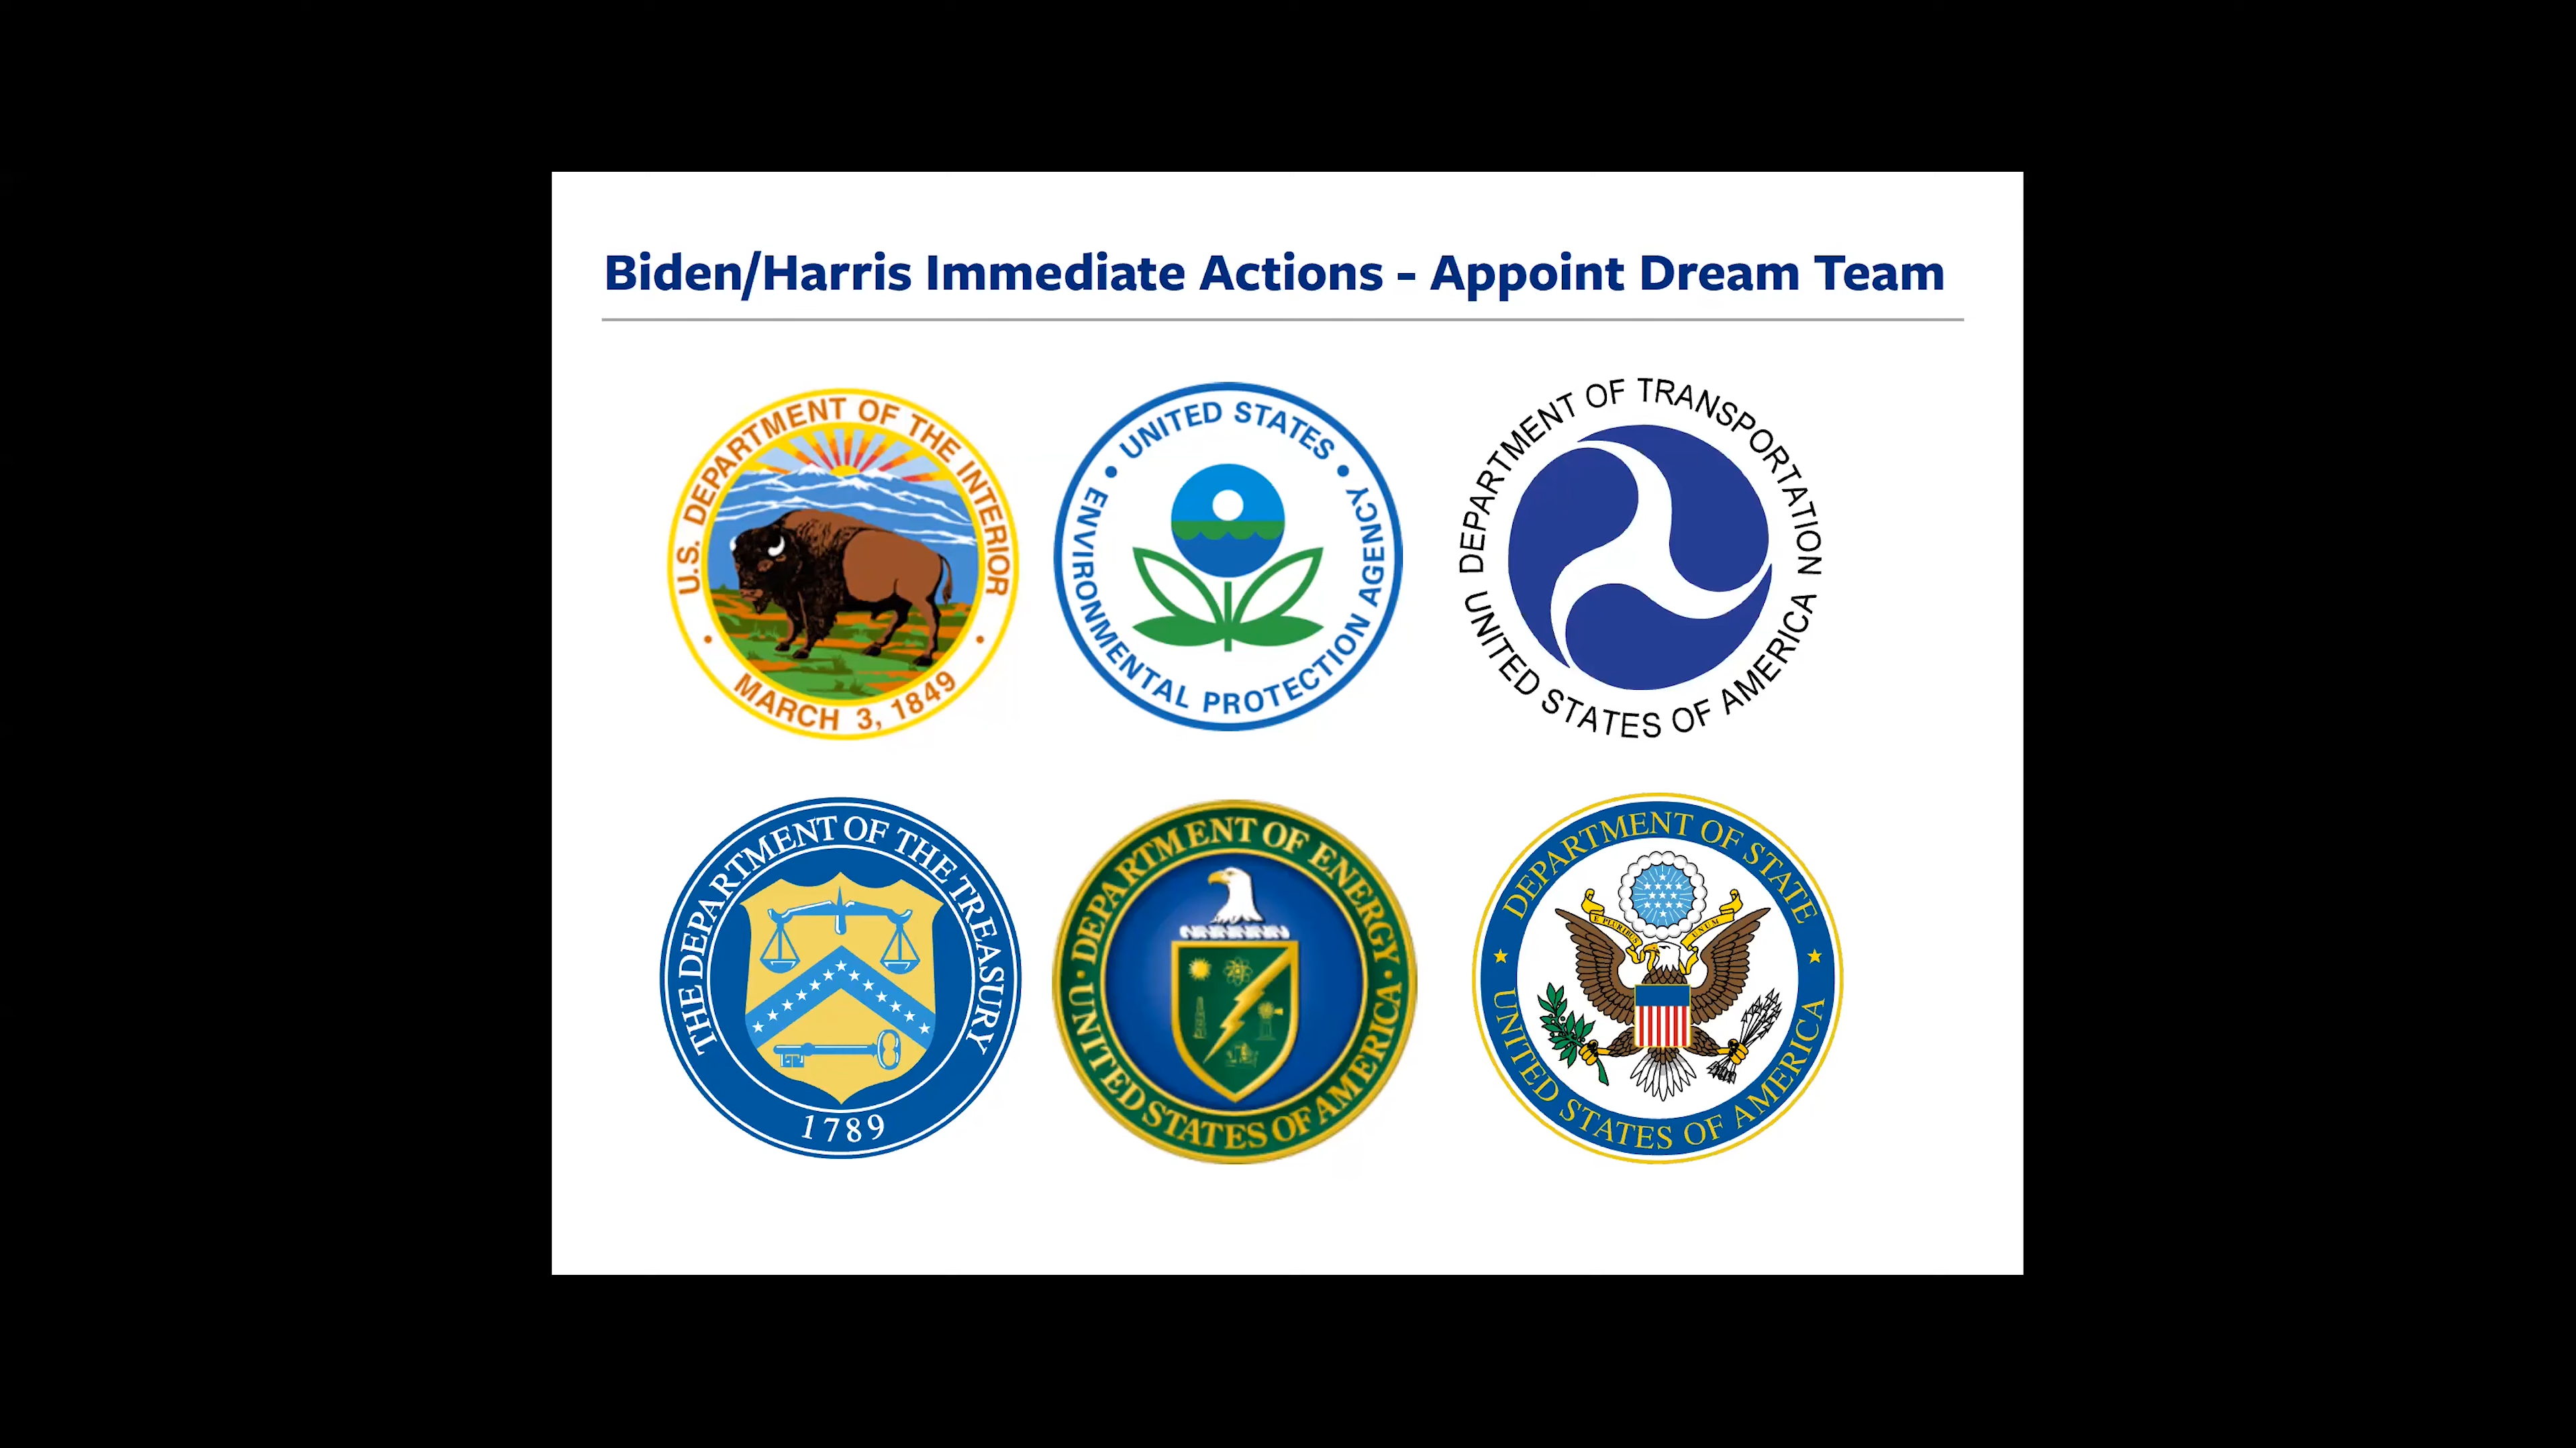 Biden/Harris Immediate Actions – Appoint Dream Team
U.S. DEPARTMENT OF THE INTERIOR
• MARCH 3, 1849 •
• UNITED STATES •
ENVIRONMENTAL PROTECTION AGENCY
DEPARTMENT OF TRANSPORTATION
UNITED STATES OF AMERICA
THE DEPARTMENT OF THE TREASURY
1789
• DEPARTMENT OF ENERGY •
UNITED STATES OF AMERICA
DEPARTMENT OF STATE
E PLURIBUS UNUM
UNITED STATES OF AMERICA